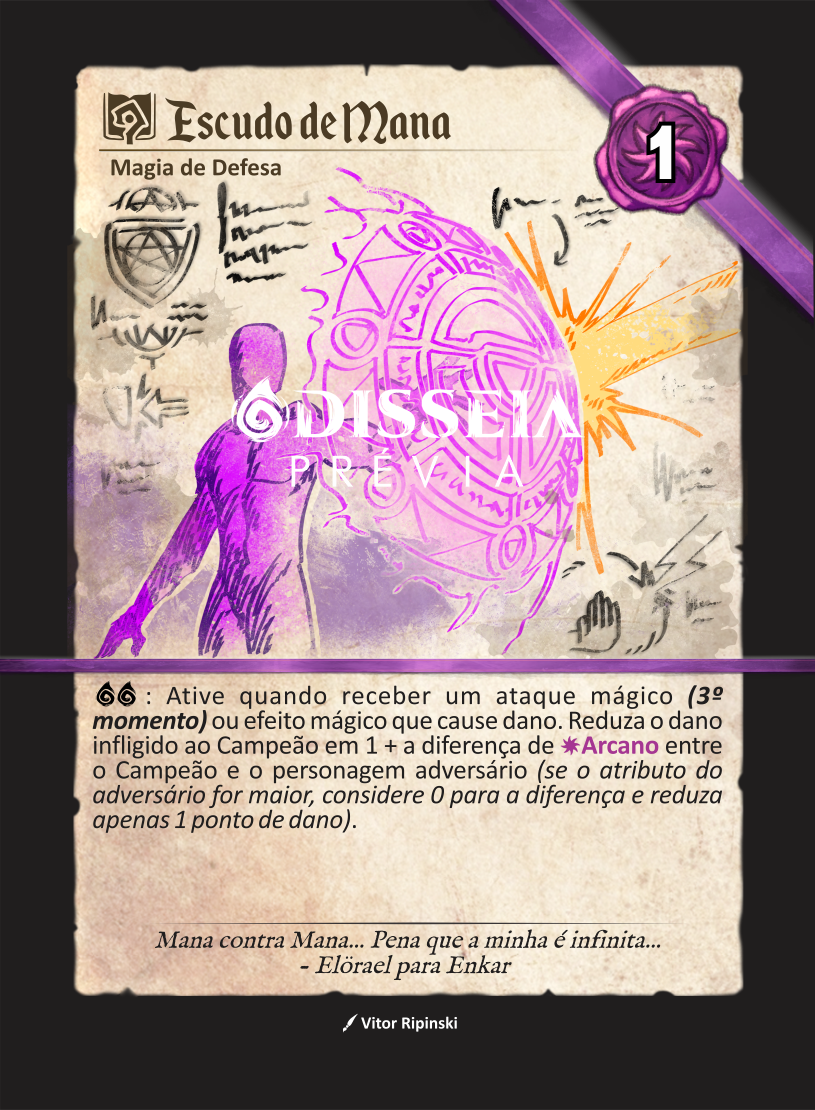 Escudo de Mana
1
Magia de Defesa
ODISSEIA
PRÉVIA
: Ative quando receber um ataque mágico (3º
momento) ou efeito mágico que cause dano. Reduza o dano
infligido ao Campeão em 1 + a diferença de Arcano entre
o Campeão e o personagem adversário (se o atributo do
adversário for maior, considere 0 para a diferença e reduza
apenas 1 ponto de dano).
Mana contra Mana... Pena que a minha é infinita...
- Elörael para Enkar
Vitor Ripinski